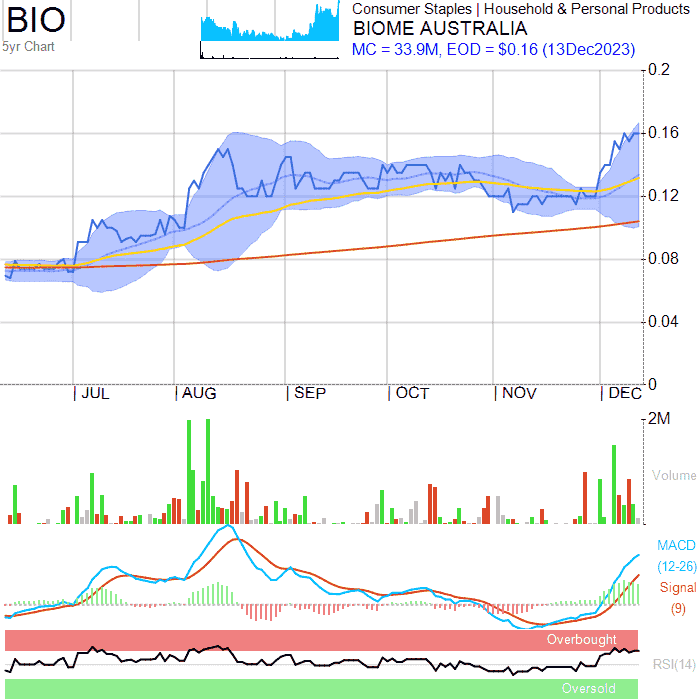 BIO
5yr Chart
Consumer Staples | Household & Personal Products
BIOME AUSTRALIA
MC = 33.9M, EOD = $0.16 (13Dec2023)
0.2
0.16
0.12
0.08
0.04
0
| JUL | AUG | SEP | OCT | NOV | DEC
2M
Volume
MACD
(12-26)
Signal
(9)
Overbought
RSI(14)
Oversold